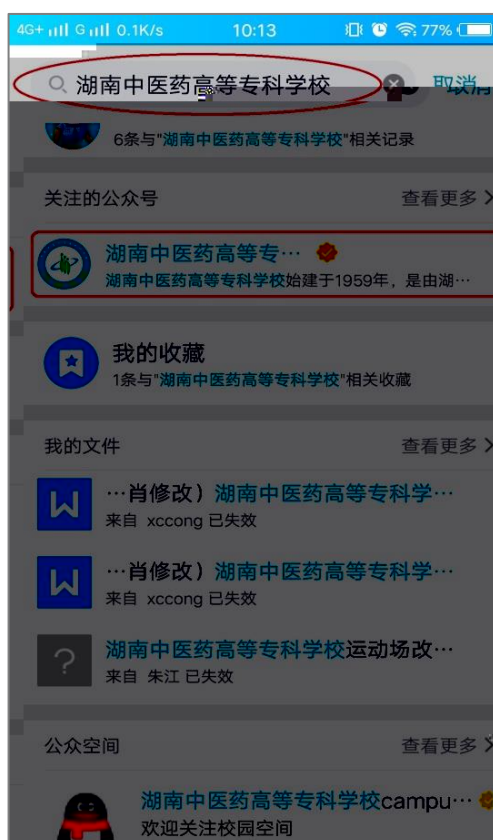 4G+ G 0.1K/s 10:13 77%
湖南中医药高等专科学校 取消
6条与"湖南中医药高等专科学校"相关记录
关注的公众号 查看更多
湖南中医药高等专…
湖南中医药高等专科学校始建于1959年，是由湖…
我的收藏
1条与"湖南中医药高等专科学校"相关收藏
我的文件 查看更多
…肖修改）湖南中医药高等专科学…
来自 xccong 已失效
…肖修改）湖南中医药高等专科学…
来自 xccong 已失效
湖南中医药高等专科学校运动场改…
来自 朱江 已失效
公众空间 查看更多
湖南中医药高等专科学校campu…
欢迎关注校园空间